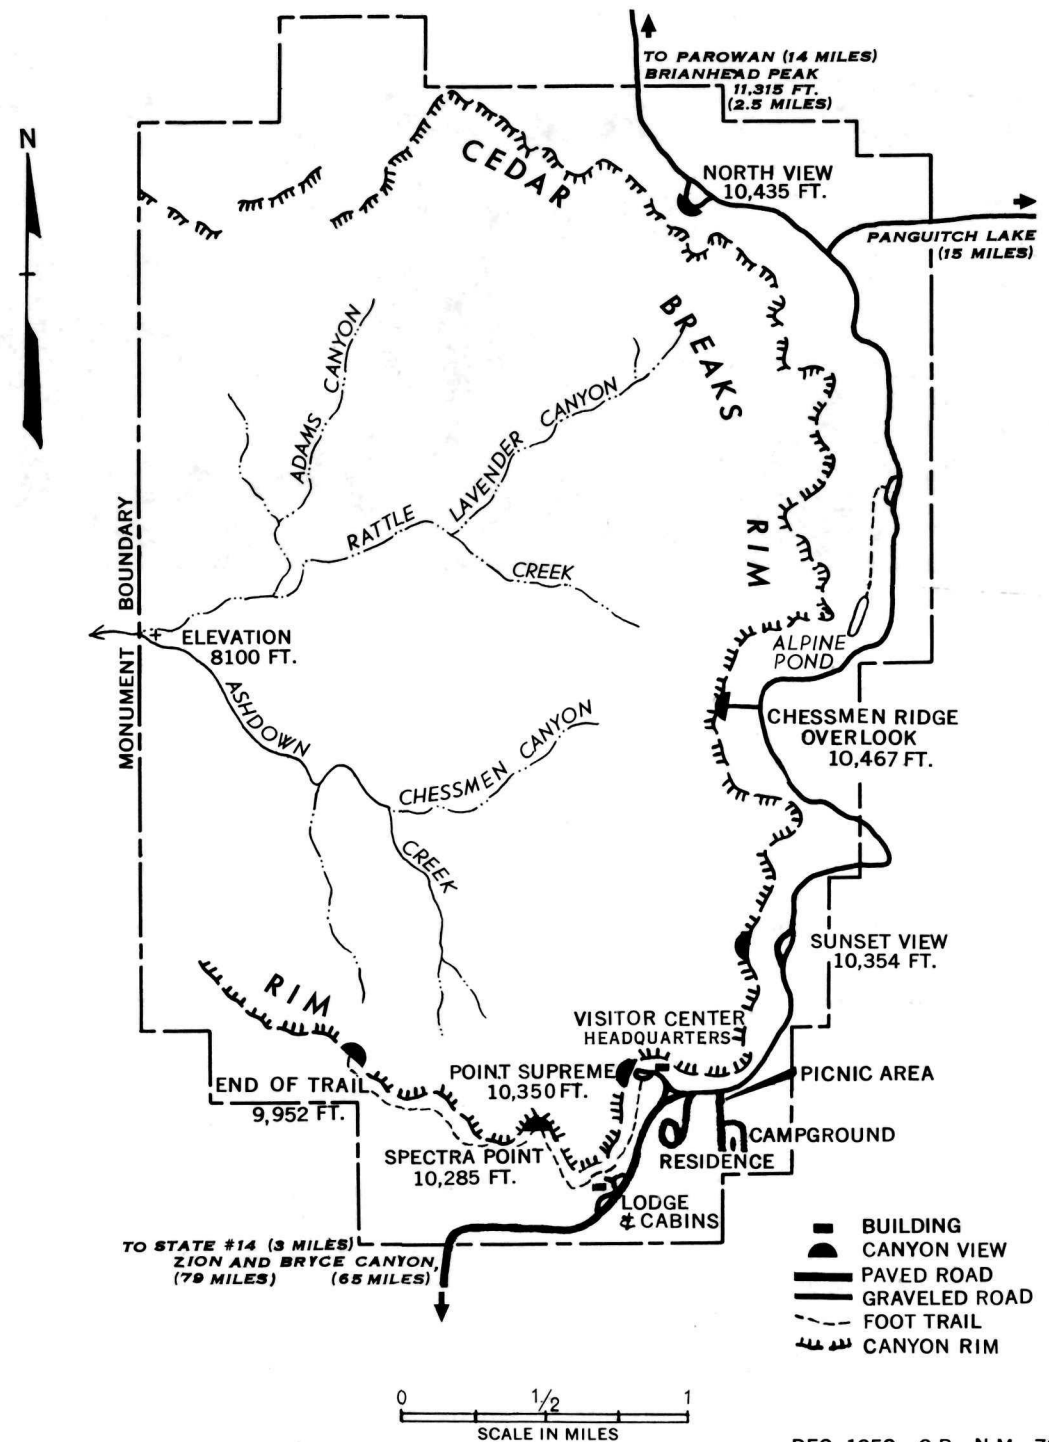 TO PAROWAN (14 MILES)
BRIANHEAD PEAK
11,315 FT.
(2.5 MILES)
N
CEDAR
NORTH VIEW
10,435 FT.
PANGUITCH LAKE
(15 MILES)
BREAKS
ADAMS CANYON
LAVENDER CANYON
RATTLE
CREEK
RIM
MONUMENT BOUNDARY
ELEVATION
8100 FT.
ALPINE
POND
ASHDOWN
CHESSMEN CANYON
CHESSMEN RIDGE
OVERLOOK
10,467 FT.
CREEK
SUNSET VIEW
10,354 FT.
RIM
VISITOR CENTER
HEADQUARTERS
POINT SUPREME
10,350 FT.
PICNIC AREA
END OF TRAIL
9,952 FT.
CAMPGROUND
SPECTRA POINT
10,285 FT.
RESIDENCE
LODGE
& CABINS
TO STATE #14 (3 MILES)
ZION AND BRYCE CANYON,
(79 MILES) (65 MILES)
BUILDING
CANYON VIEW
PAVED ROAD
GRAVELED ROAD
FOOT TRAIL
CANYON RIM
0 1/2 1
SCALE IN MILES